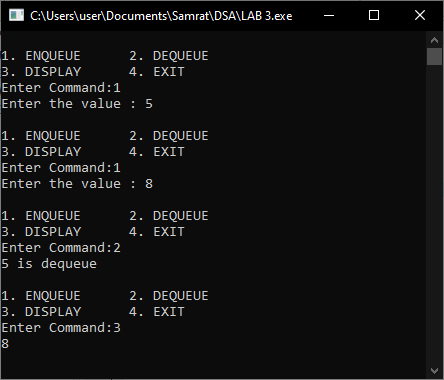 C:\Users\user\Documents\Samrat\DSA\LAB 3.exe
1. ENQUEUE      2. DEQUEUE
3. DISPLAY      4. EXIT
Enter Command:1
Enter the value : 5
1. ENQUEUE      2. DEQUEUE
3. DISPLAY      4. EXIT
Enter Command:1
Enter the value : 8
1. ENQUEUE      2. DEQUEUE
3. DISPLAY      4. EXIT
Enter Command:2
5 is dequeue
1. ENQUEUE      2. DEQUEUE
3. DISPLAY      4. EXIT
Enter Command:3
8